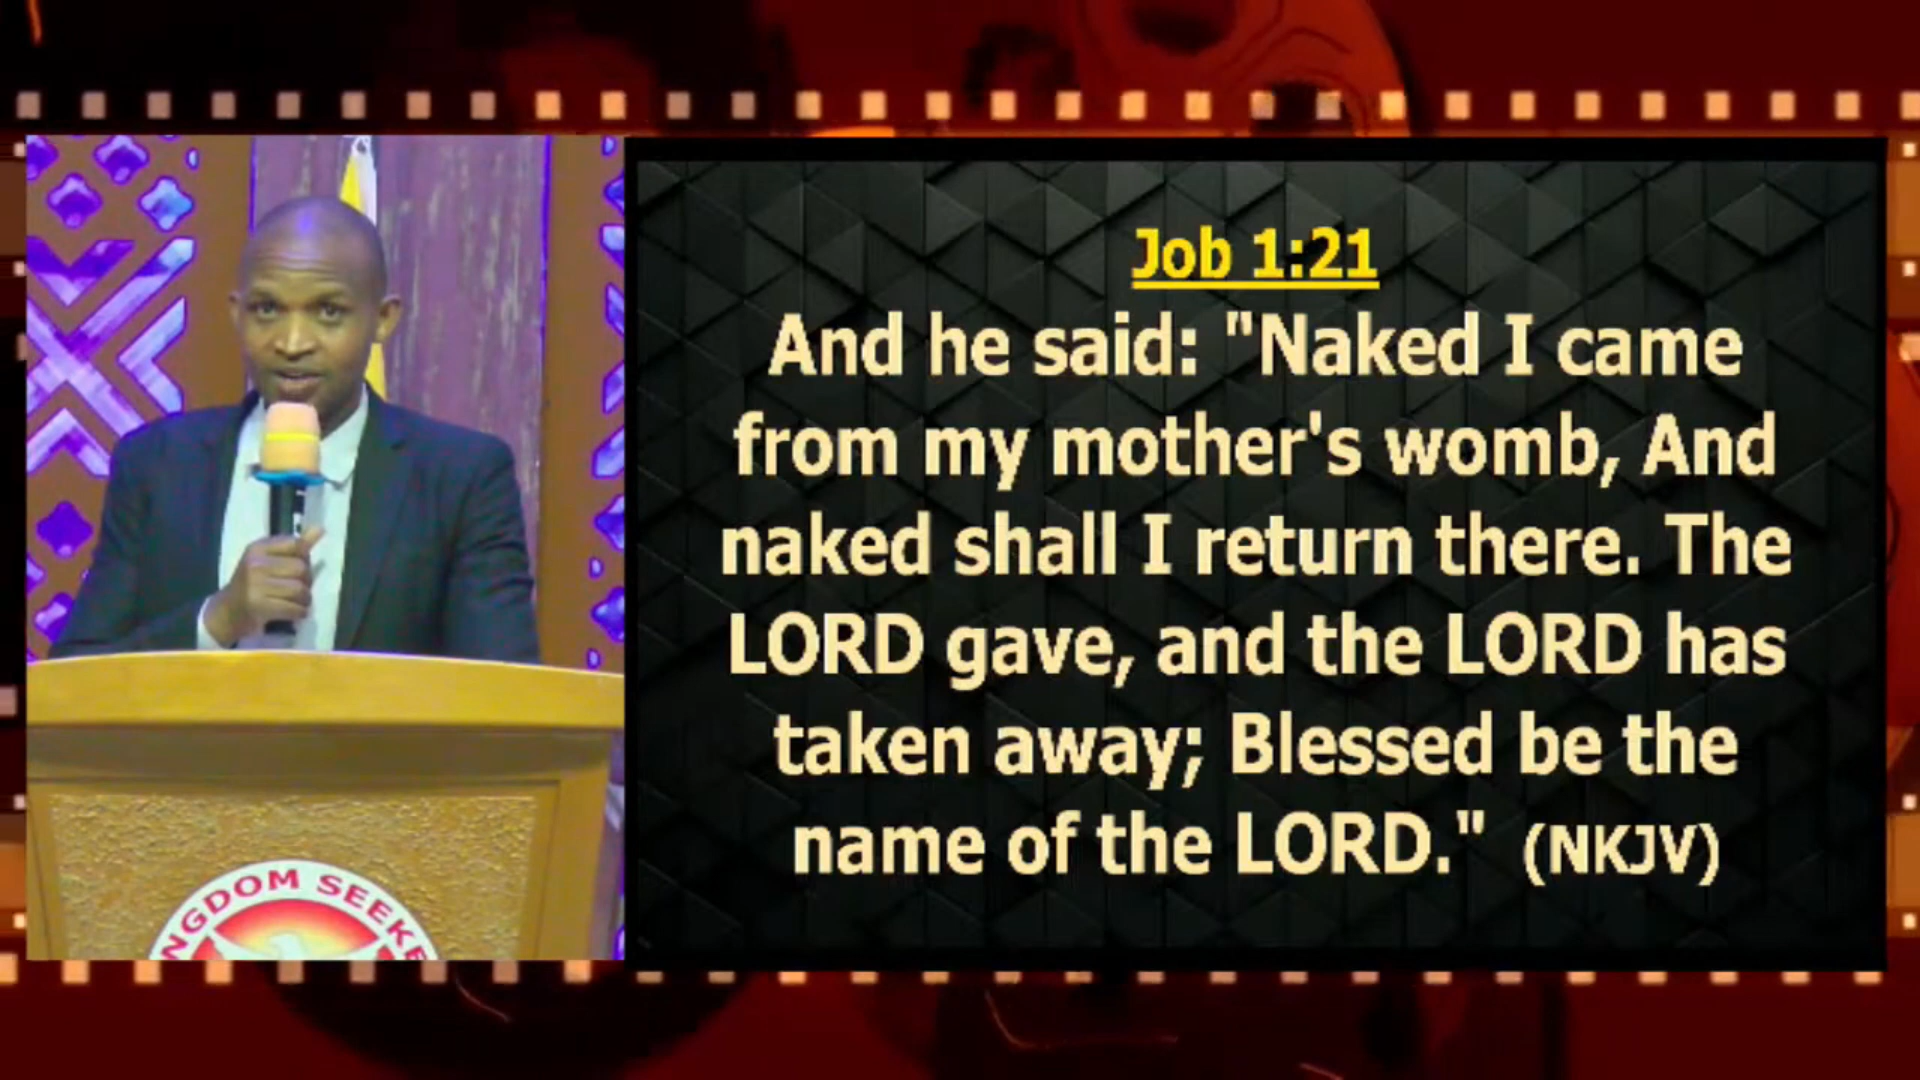 Job 1:21
And he said: "Naked I came
from my mother's womb, And
naked shall I return there. The
LORD gave, and the LORD has
taken away; Blessed be the
name of the LORD." (NKJV)
NGDOM SEEKE